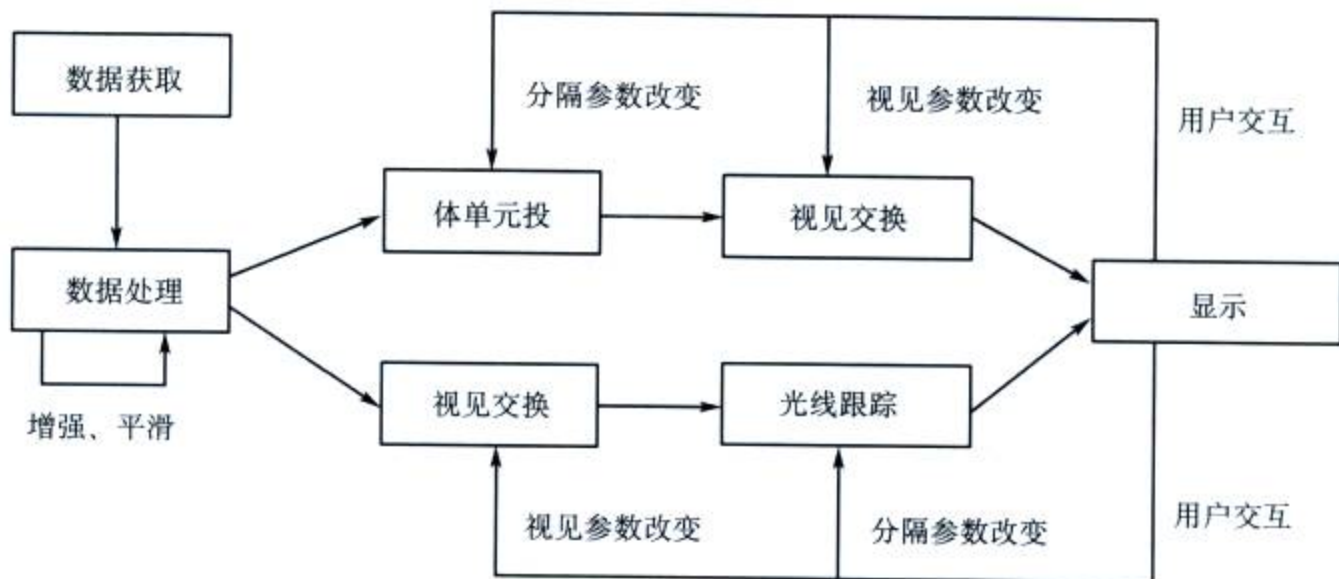 数据获取
分隔参数改变
视见参数改变
用户交互
体单元投
视见交换
数据处理
显示
增强、平滑
视见交换
光线跟踪
视见参数改变
分隔参数改变
用户交互